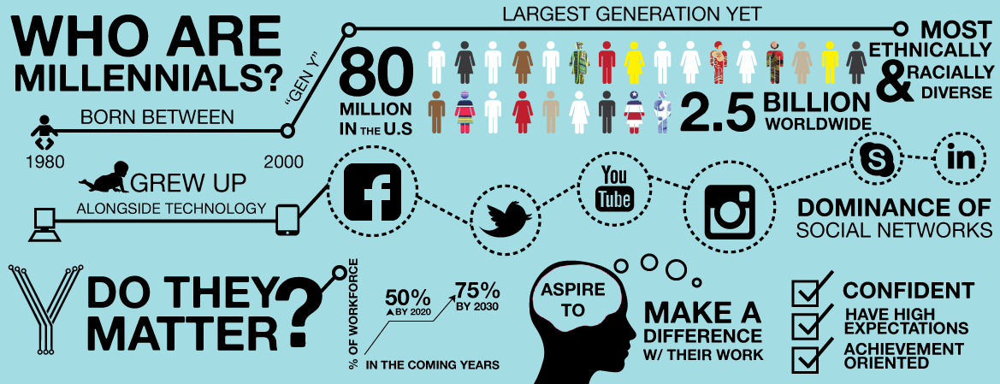 WHO ARE
MILLENNIALS?
BORN BETWEEN
1980
2000
"GEN Y"
80
MILLION
IN THE U.S
LARGEST GENERATION YET
2.5 BILLION
WORLDWIDE
MOST
ETHNICALLY
& RACIALLY
DIVERSE
GREW UP
ALONGSIDE TECHNOLOGY
f
You
Tube
S
in
DOMINANCE OF
SOCIAL NETWORKS
Y DO THEY
MATTER?
% OF WORKFORCE
50%
BY 2020
75%
BY 2030
IN THE COMING YEARS
ASPIRE
TO
MAKE A
DIFFERENCE
W/ THEIR WORK
CONFIDENT
HAVE HIGH
EXPECTATIONS
ACHIEVEMENT
ORIENTED